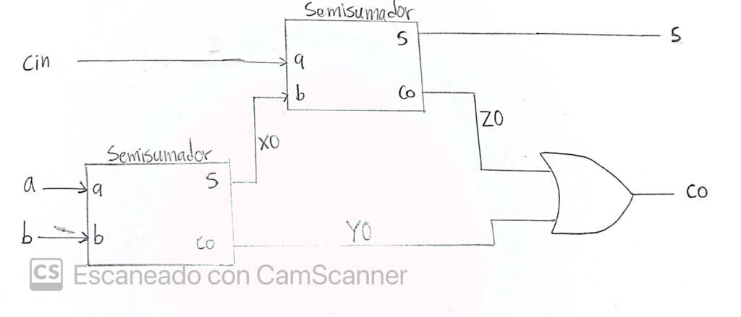 Semisumador
S
S
Cin
a
b
Co
ZO
XO
Semisumador
a
a
S
CO
b
b
CO
YO
CS Escaneado con CamScanner